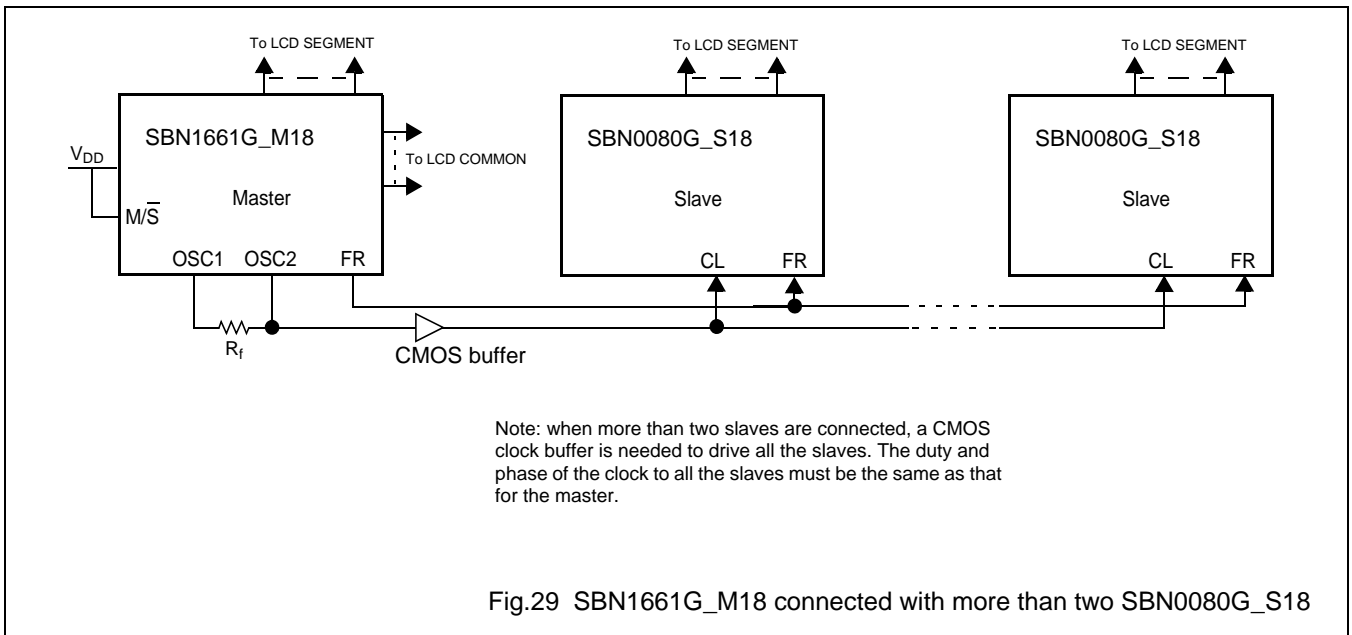 To LCD SEGMENT
To LCD SEGMENT
To LCD SEGMENT
SBN1661G_M18
SBN0080G_S18
SBN0080G_S18
VDD
To LCD COMMON
Master
Slave
Slave
M/S̅
OSC1 OSC2 FR
CL FR
CL FR
Rf
CMOS buffer
Note: when more than two slaves are connected, a CMOS
clock buffer is needed to drive all the slaves. The duty and
phase of the clock to all the slaves must be the same as that
for the master.
Fig.29 SBN1661G_M18 connected with more than two SBN0080G_S18